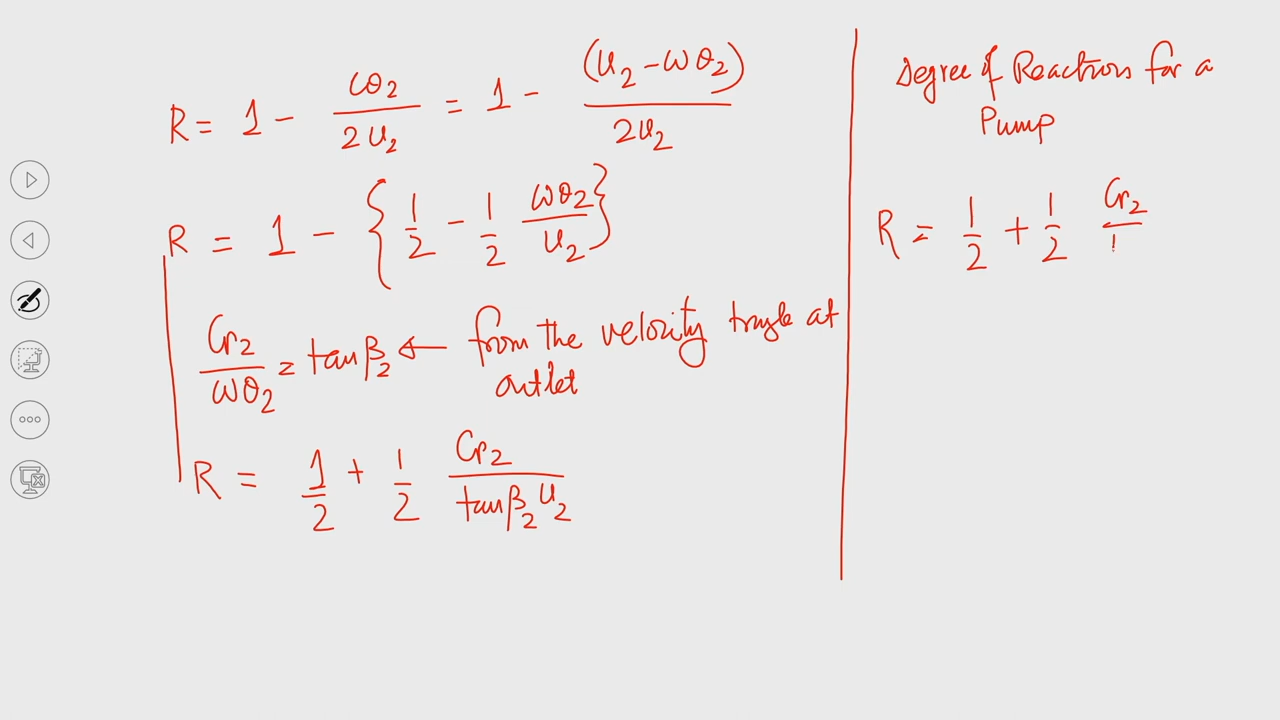 R = 1 - cθ2 / 2U2 = 1 - (U2 - Wθ2) / 2U2
R = 1 - { 1/2 - 1/2 Wθ2 / U2 }
Cr2 / Wθ2 = tan β2 ← from the velocity trngle at
outlet
R = 1/2 + 1/2 Cr2 / tan β2 U2
Degree of Reaction for a
Pump
R = 1/2 + 1/2 Cr2